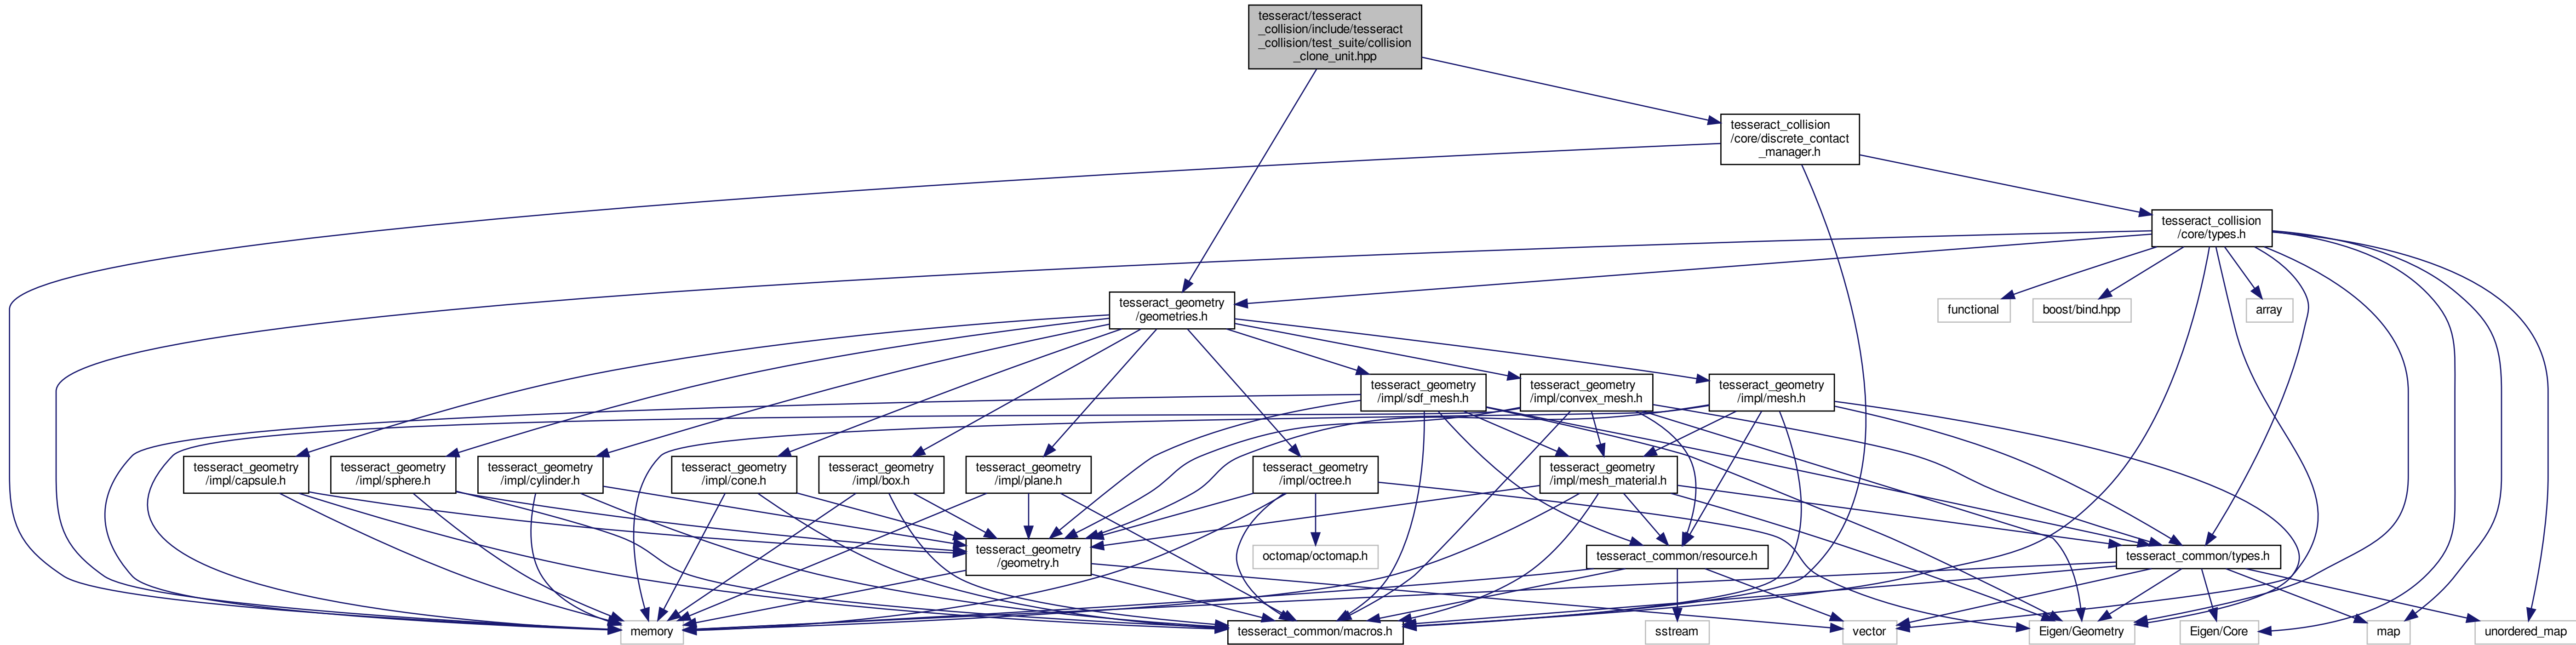 tesseract/tesseract
_collision/include/tesseract
_collision/test_suite/collision
_clone_unit.hpp
tesseract_collision
/core/discrete_contact
_manager.h
tesseract_collision
/core/types.h
tesseract_geometry
/geometries.h
functional
boost/bind.hpp
array
tesseract_geometry
/impl/sdf_mesh.h
tesseract_geometry
/impl/convex_mesh.h
tesseract_geometry
/impl/mesh.h
tesseract_geometry
/impl/capsule.h
tesseract_geometry
/impl/sphere.h
tesseract_geometry
/impl/cylinder.h
tesseract_geometry
/impl/cone.h
tesseract_geometry
/impl/box.h
tesseract_geometry
/impl/plane.h
tesseract_geometry
/impl/octree.h
tesseract_geometry
/impl/mesh_material.h
tesseract_geometry
/geometry.h
octomap/octomap.h
tesseract_common/resource.h
tesseract_common/types.h
memory
tesseract_common/macros.h
sstream
vector
Eigen/Geometry
Eigen/Core
map
unordered_map